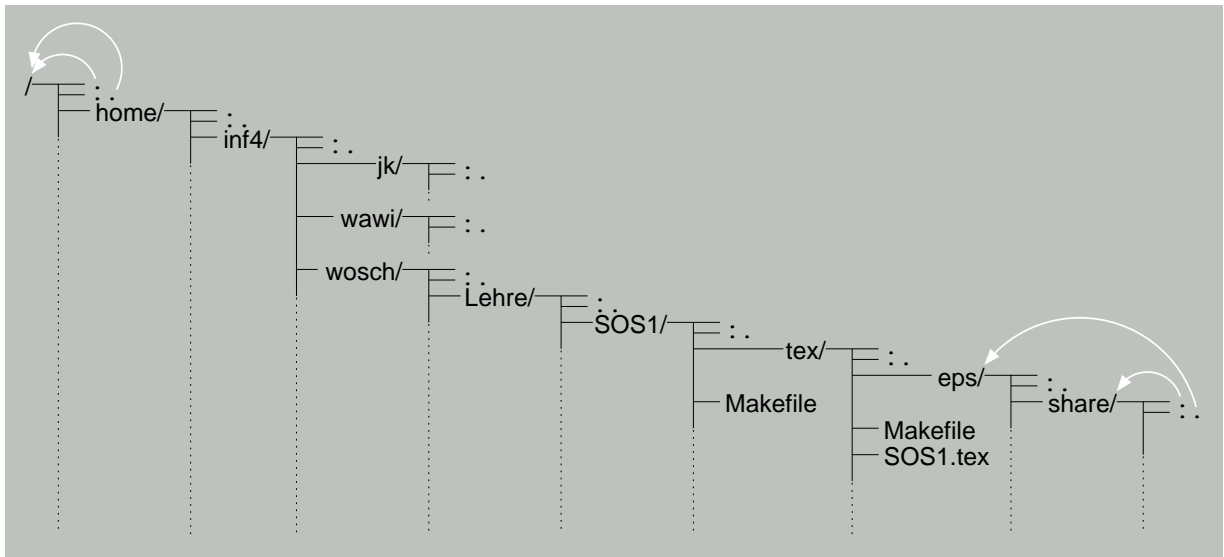 /
.
..
home/
.
..
inf4/
.
..
jk/
.
..
wawi/
.
..
wosch/
.
..
Lehre/
.
..
SOS1/
.
..
tex/
.
..
eps/
.
..
share/
.
..
Makefile
Makefile
SOS1.tex